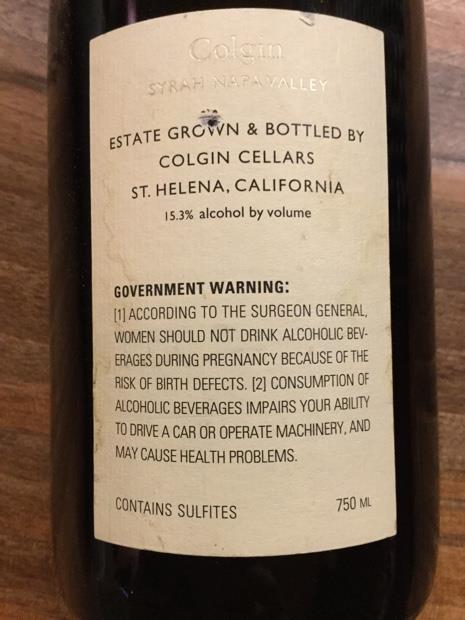 Colgin
SYRAH NAPA VALLEY
ESTATE GROWN & BOTTLED BY
COLGIN CELLARS
ST. HELENA, CALIFORNIA
15.3% alcohol by volume
GOVERNMENT WARNING:
[1] ACCORDING TO THE SURGEON GENERAL,
WOMEN SHOULD NOT DRINK ALCOHOLIC BEV-
ERAGES DURING PREGNANCY BECAUSE OF THE
RISK OF BIRTH DEFECTS. [2] CONSUMPTION OF
ALCOHOLIC BEVERAGES IMPAIRS YOUR ABILITY
TO DRIVE A CAR OR OPERATE MACHINERY, AND
MAY CAUSE HEALTH PROBLEMS.
CONTAINS SULFITES 750 ML